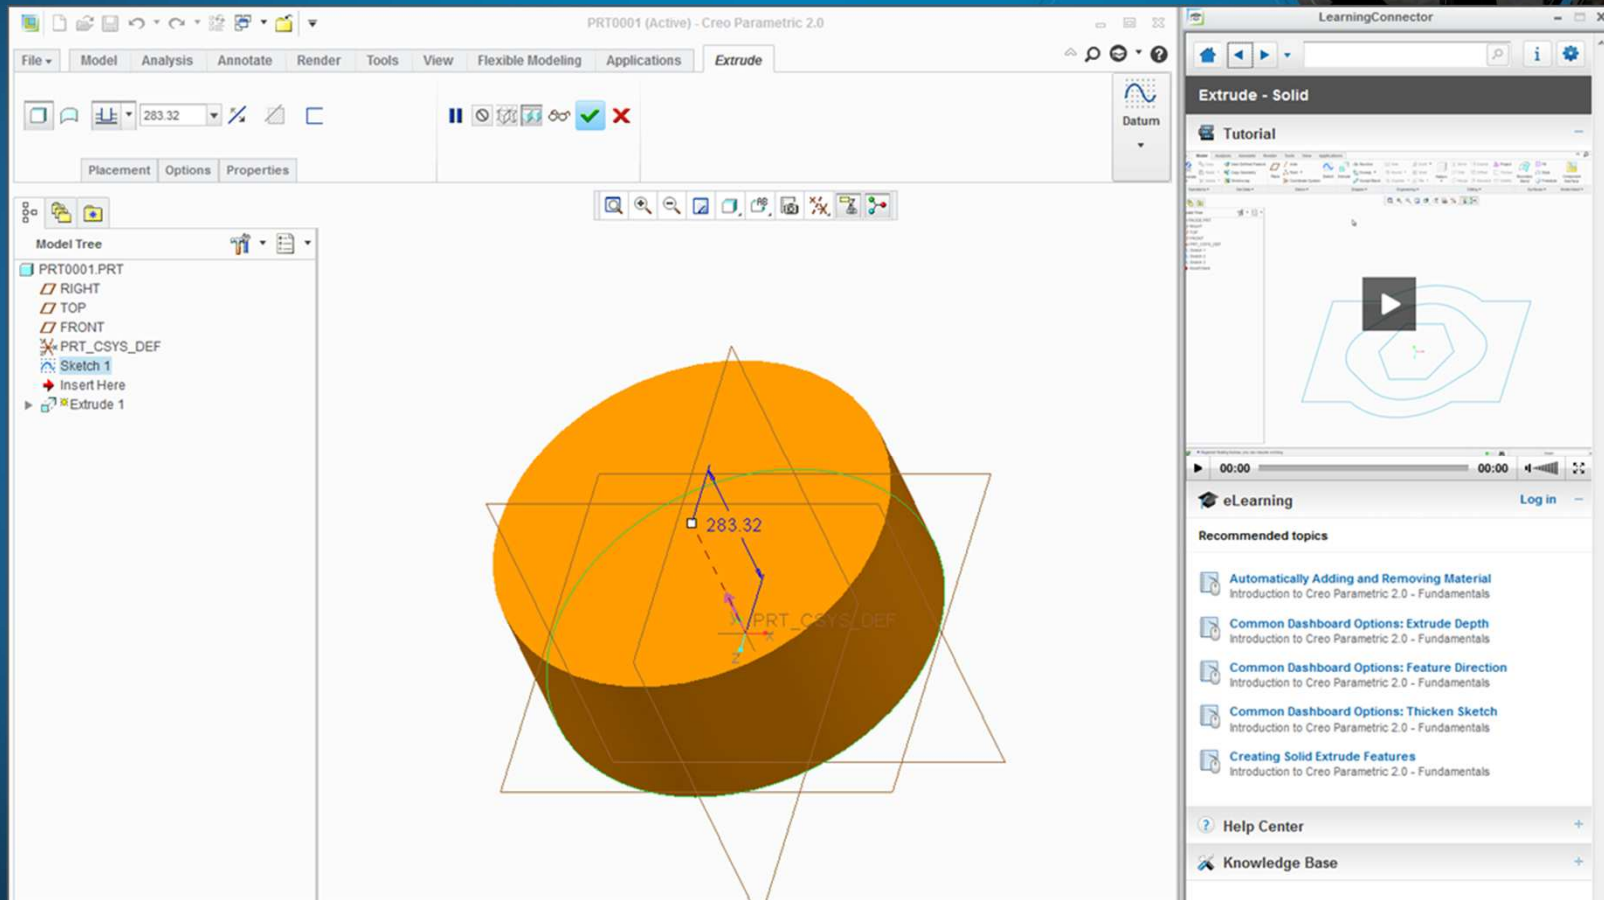 PRT0001 (Active) - Creo Parametric 2.0
File
Model
Analysis
Annotate
Render
Tools
View
Flexible Modeling
Applications
Extrude
283.32
Datum
Placement
Options
Properties
Model Tree
PRT0001.PRT
RIGHT
TOP
FRONT
PRT_CSYS_DEF
Sketch 1
Insert Here
Extrude 1
283.32
PRT_CSYS_DEF
X
Z
LearningConnector
Extrude - Solid
Tutorial
00:00
00:00
eLearning
Log in
Recommended topics
Automatically Adding and Removing Material
Introduction to Creo Parametric 2.0 - Fundamentals
Common Dashboard Options: Extrude Depth
Introduction to Creo Parametric 2.0 - Fundamentals
Common Dashboard Options: Feature Direction
Introduction to Creo Parametric 2.0 - Fundamentals
Common Dashboard Options: Thicken Sketch
Introduction to Creo Parametric 2.0 - Fundamentals
Creating Solid Extrude Features
Introduction to Creo Parametric 2.0 - Fundamentals
Help Center
Knowledge Base